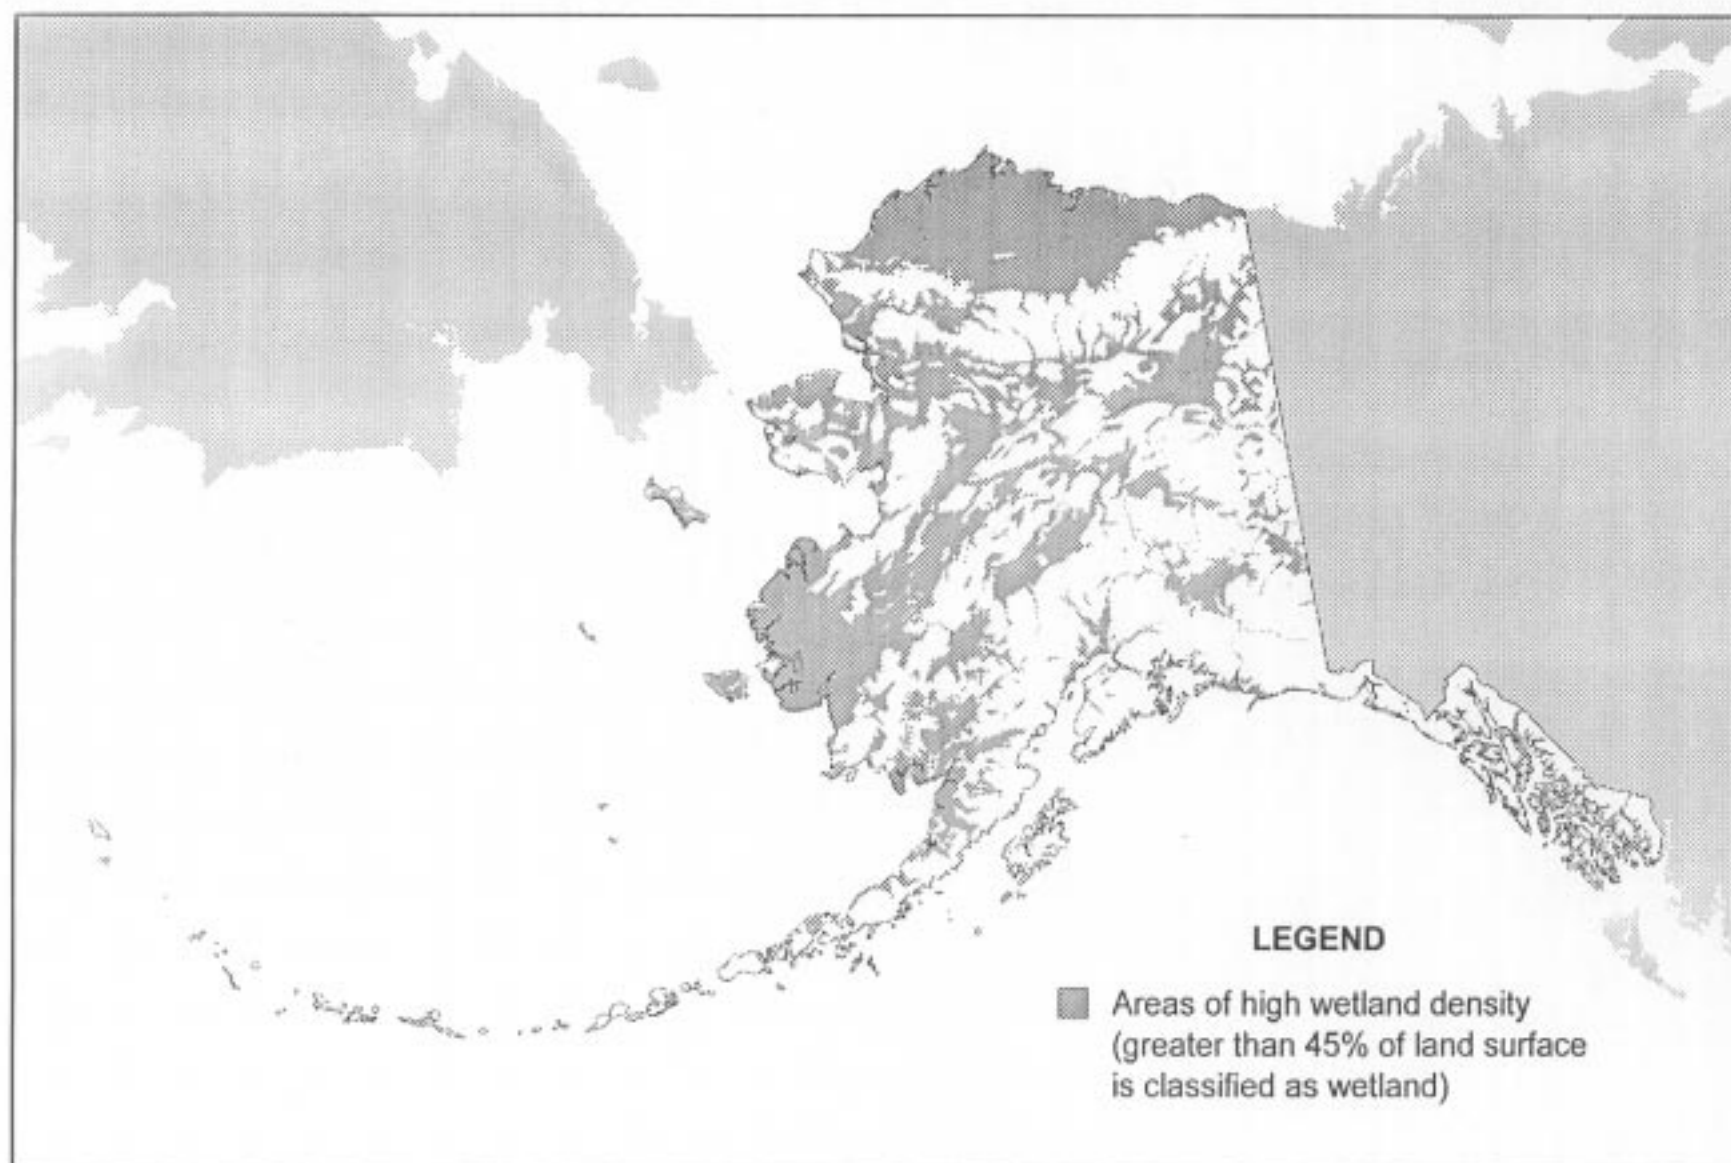 LEGEND
Areas of high wetland density
(greater than 45% of land surface
is classified as wetland)